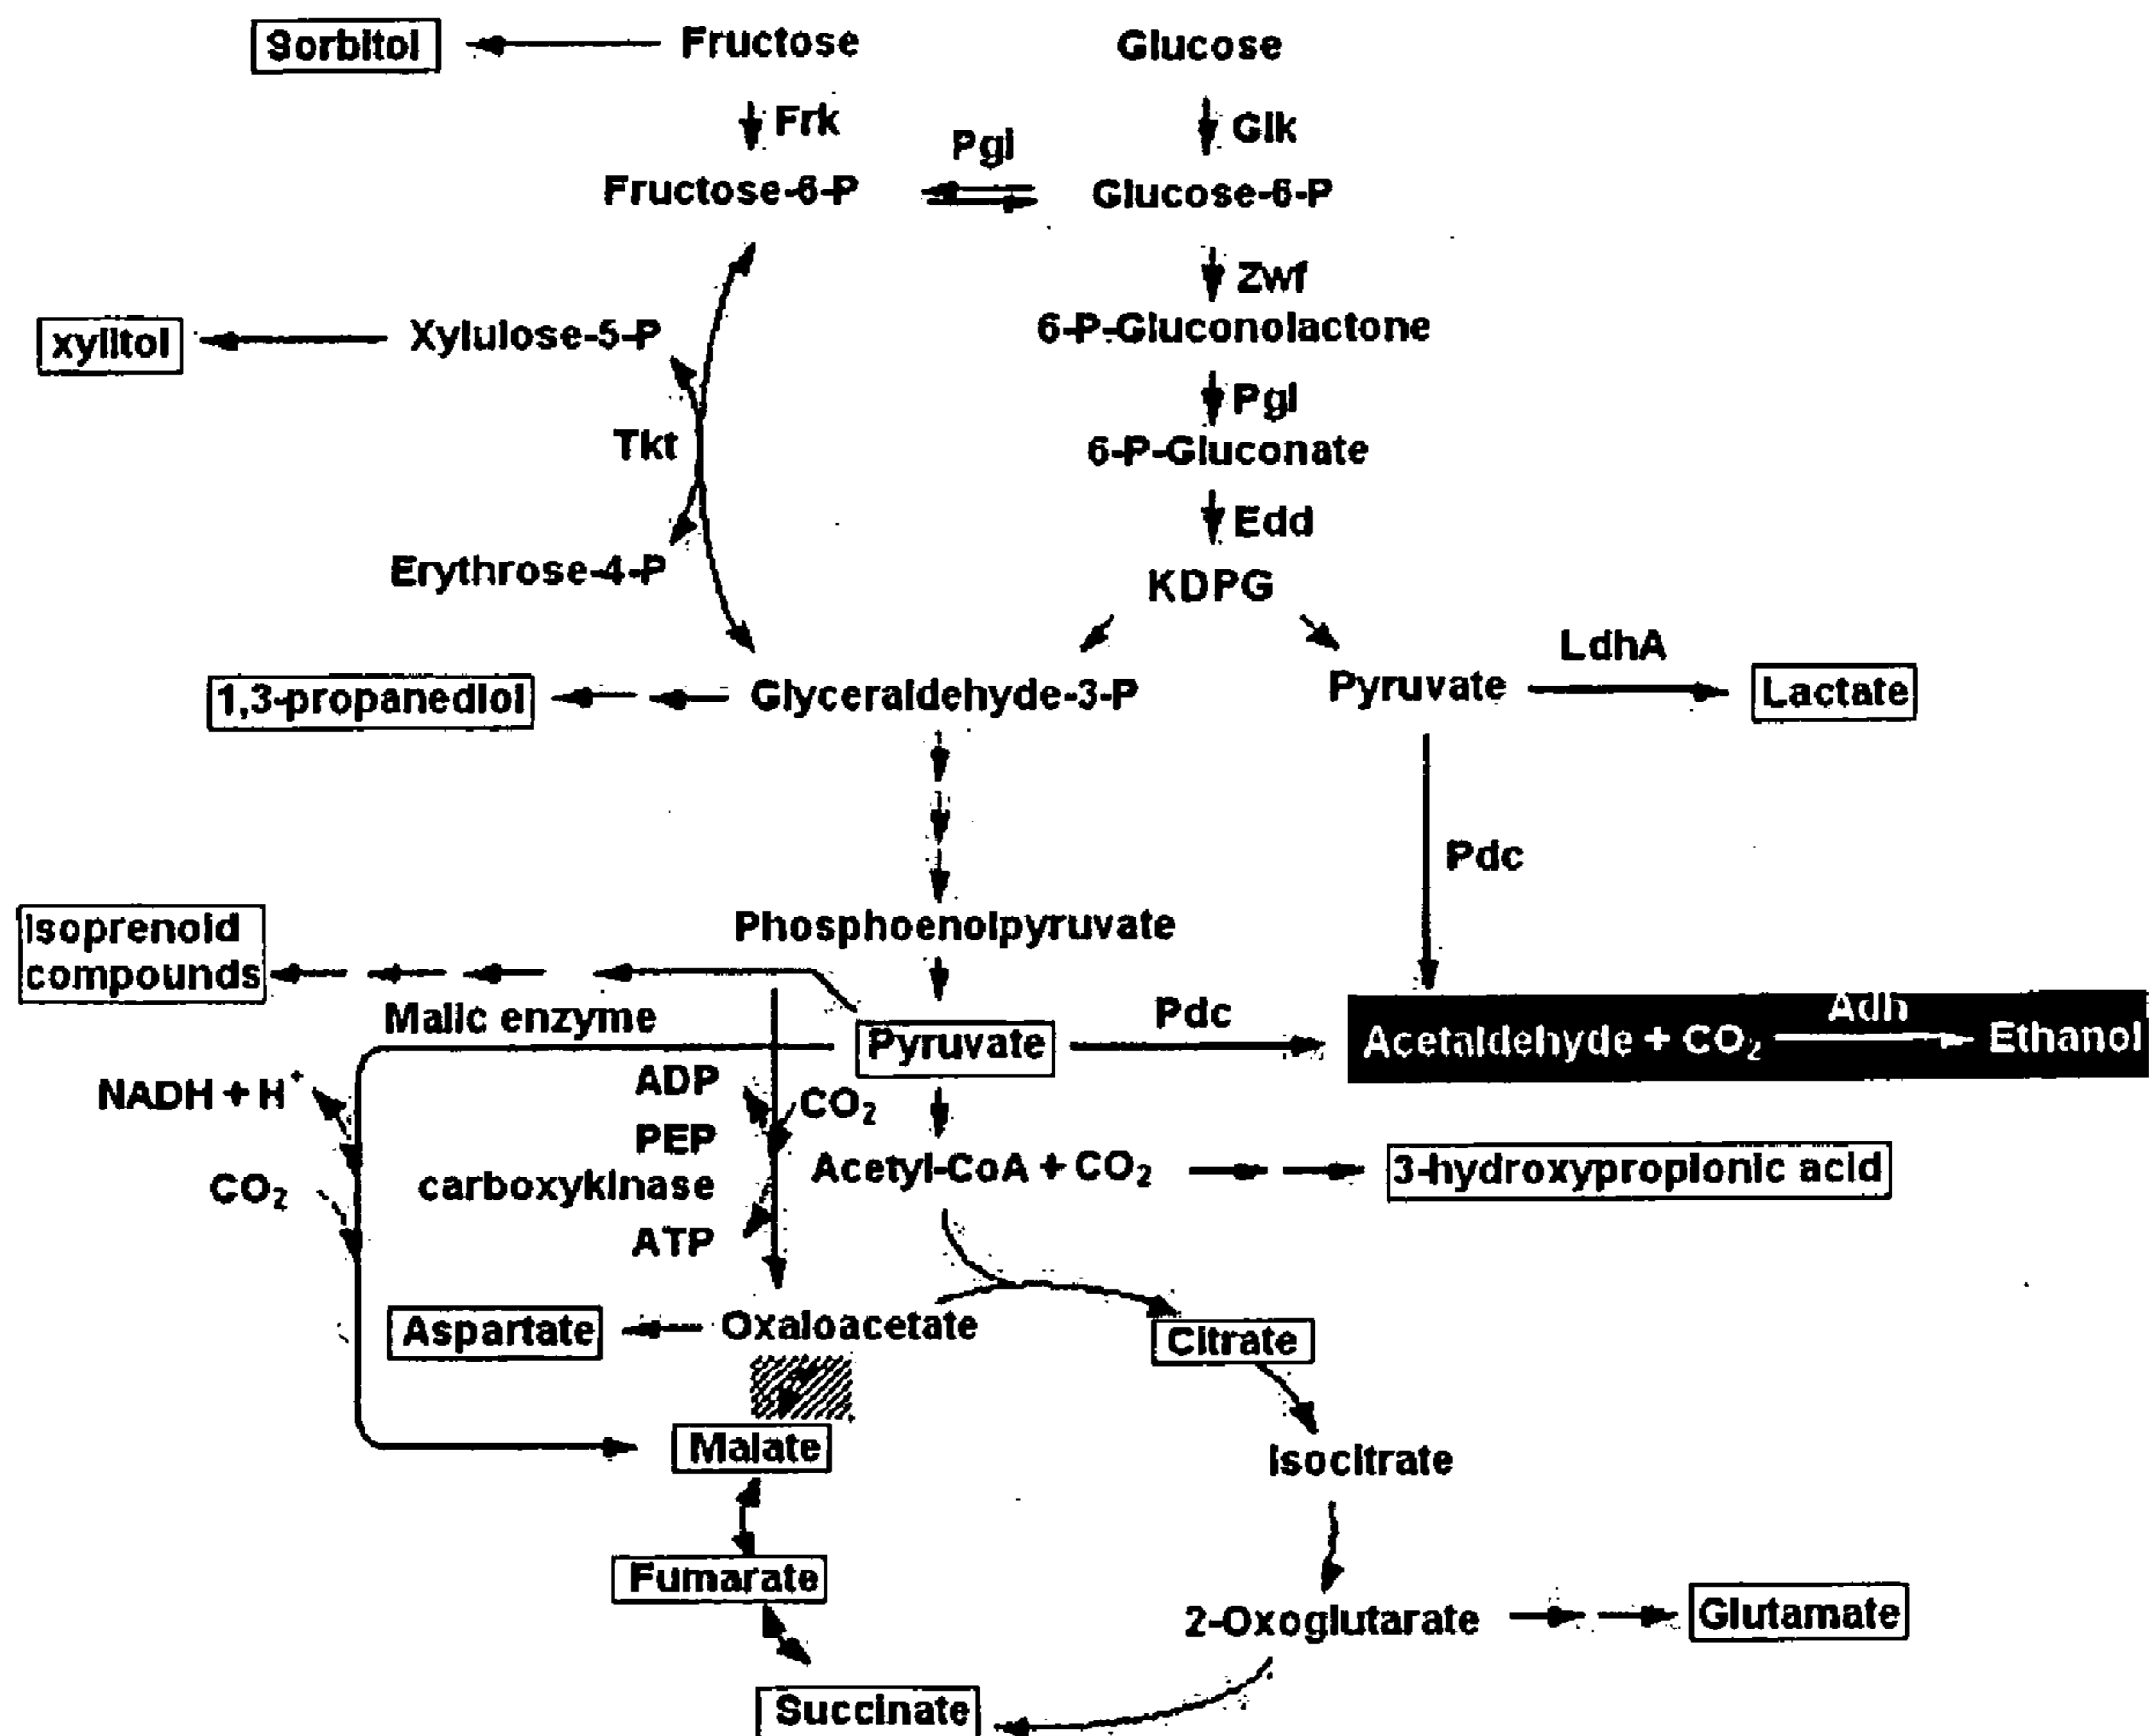 Sorbitol
Fructose
Glucose
Frk
Glk
Pgi
Fructose-6-P
Glucose-6-P
Zwf
xylitol
Xylulose-5-P
6-P-Gluconolactone
Pgl
Tkt
6-P-Gluconate
Edd
Erythrose-4-P
KDPG
LdhA
1,3-propanediol
Glyceraldehyde-3-P
Pyruvate
Lactate
Pdc
Isoprenoid
compounds
Phosphoenolpyruvate
Malic enzyme
Pyruvate
Pdc
Acetaldehyde + CO₂
Adh
Ethanol
NADH + H⁺
ADP
CO₂
PEP
carboxykinase
CO₂
Acetyl-CoA + CO₂
3-hydroxypropionic acid
ATP
Aspartate
Oxaloacetate
Citrate
Malate
Isocitrate
Fumarate
2-Oxoglutarate
Glutamate
Succinate